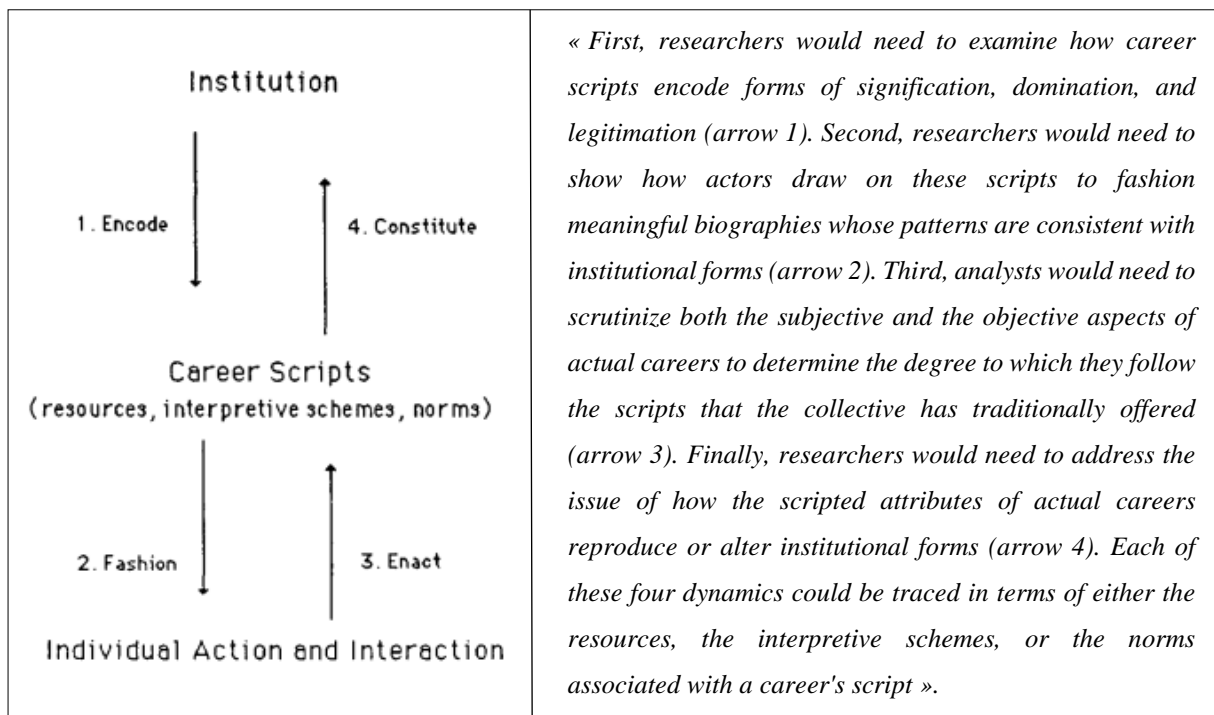 Institution
1. Encode
4. Constitute
Career Scripts
(resources, interpretive schemes, norms)
2. Fashion
3. Enact
Individual Action and Interaction
« First, researchers would need to examine how career
scripts encode forms of signification, domination, and
legitimation (arrow 1). Second, researchers would need to
show how actors draw on these scripts to fashion
meaningful biographies whose patterns are consistent with
institutional forms (arrow 2). Third, analysts would need to
scrutinize both the subjective and the objective aspects of
actual careers to determine the degree to which they follow
the scripts that the collective has traditionally offered
(arrow 3). Finally, researchers would need to address the
issue of how the scripted attributes of actual careers
reproduce or alter institutional forms (arrow 4). Each of
these four dynamics could be traced in terms of either the
resources, the interpretive schemes, or the norms
associated with a career's script ».